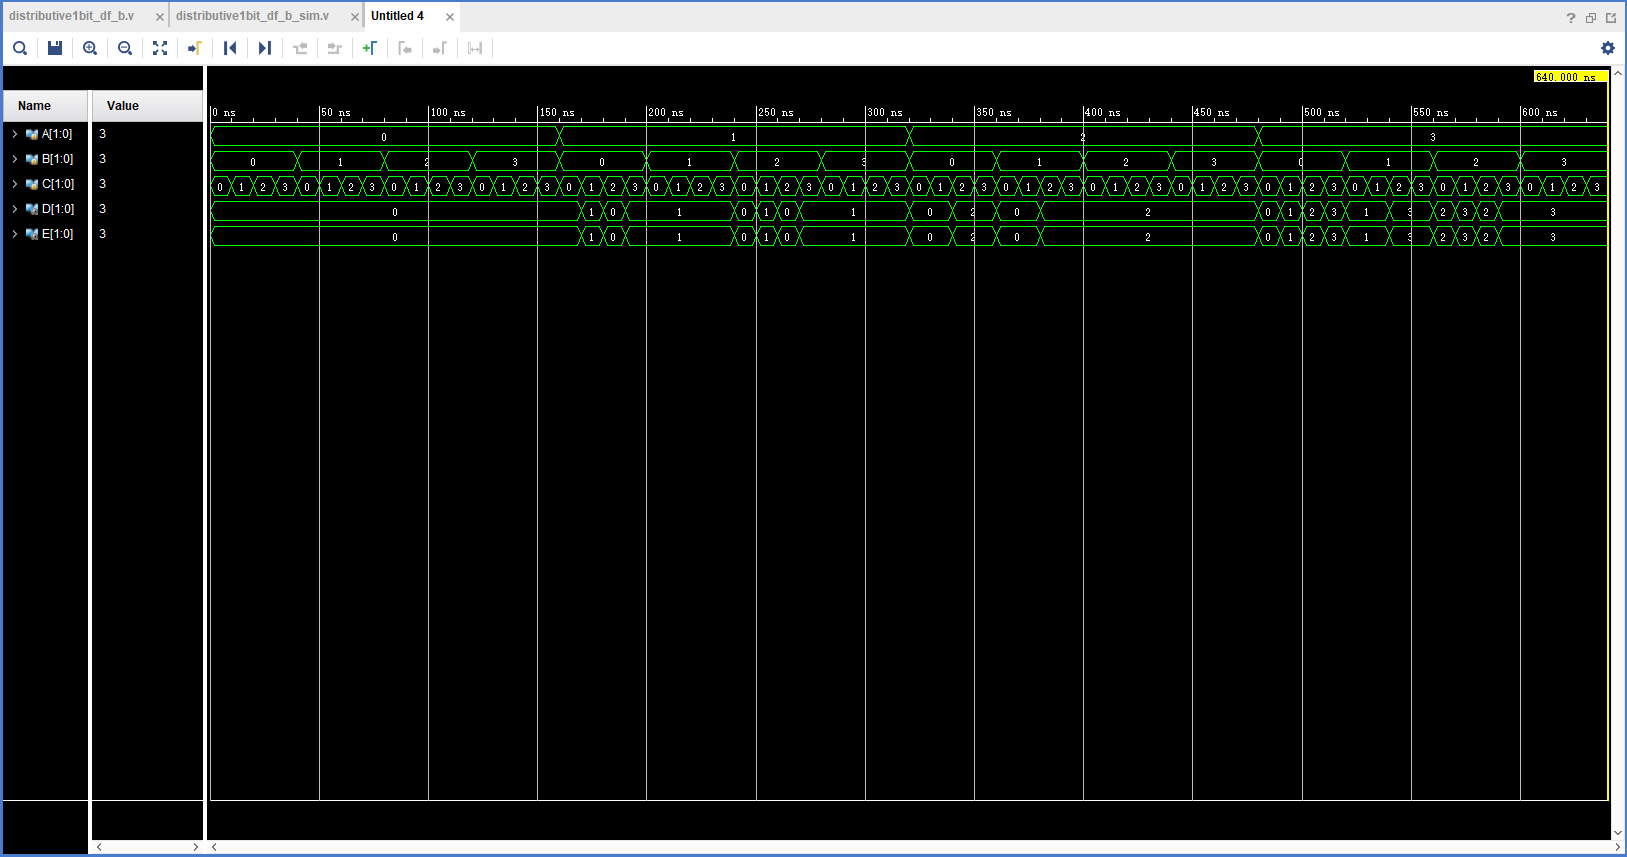 distributive1bit_df_b.v × distributive1bit_df_b_sim.v × Untitled 4 ×
640.000 ns
Name Value 0 ns 50 ns 100 ns 150 ns 200 ns 250 ns 300 ns 350 ns 400 ns 450 ns 500 ns 550 ns 600 ns
A[1:0] 3 0 1 2 3
B[1:0] 3 0 1 2 3 0 1 2 3 0 1 2 3 0 1 2 3
C[1:0] 3 0 1 2 3 0 1 2 3 0 1 2 3 0 1 2 3 0 1 2 3 0 1 2 3 0 1 2 3 0 1 2 3 0 1 2 3 0 1 2 3 0 1 2 3 0 1 2 3 0 1 2 3 0 1 2 3 0 1 2 3 0 1 2 3
D[1:0] 3 0 1 0 1 0 1 0 1 0 2 0 2 0 1 2 3 1 3 2 3 2 3
E[1:0] 3 0 1 0 1 0 1 0 1 0 2 0 2 0 1 2 3 1 3 2 3 2 3